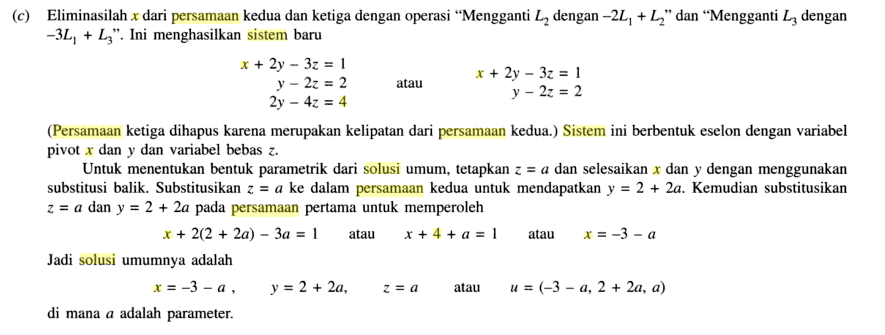 (c) Eliminasilah x dari persamaan kedua dan ketiga dengan operasi “Mengganti L₂ dengan −2L₁ + L₂” dan “Mengganti L₃ dengan
−3L₁ + L₃”. Ini menghasilkan sistem baru
x + 2y − 3z = 1
y − 2z = 2
2y − 4z = 4
atau
x + 2y − 3z = 1
y − 2z = 2
(Persamaan ketiga dihapus karena merupakan kelipatan dari persamaan kedua.) Sistem ini berbentuk eselon dengan variabel
pivot x dan y dan variabel bebas z.
Untuk menentukan bentuk parametrik dari solusi umum, tetapkan z = a dan selesaikan x dan y dengan menggunakan
substitusi balik. Substitusikan z = a ke dalam persamaan kedua untuk mendapatkan y = 2 + 2a. Kemudian substitusikan
z = a dan y = 2 + 2a pada persamaan pertama untuk memperoleh
x + 2(2 + 2a) − 3a = 1 atau x + 4 + a = 1 atau x = −3 − a
Jadi solusi umumnya adalah
x = −3 − a , y = 2 + 2a, z = a atau u = (−3 − a, 2 + 2a, a)
di mana a adalah parameter.